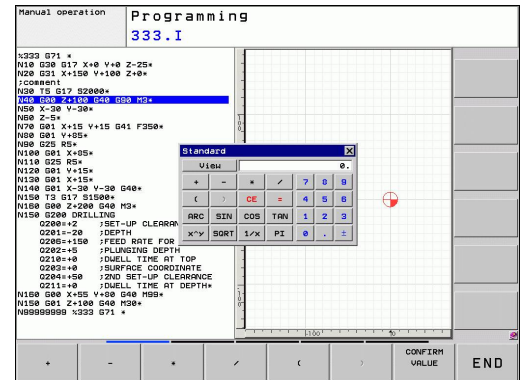 Manual operation
Programming
333.I
%333 G71 *
N10 G30 G17 X+0 Y+0 Z-25*
N20 G31 X+150 Y+100 Z+0*
;comment
N30 T5 G17 S2000*
N40 G00 Z+100 G40 G90 M3*
N50 X-30 Y-30*
N60 Z-5*
N70 G01 X+15 Y+15 G41 F350*
N80 G01 Y+85*
N90 G25 R5*
N100 G01 X+85*
N110 G25 R5*
N120 G01 Y+15*
N130 G01 X+15*
N140 G01 X-30 Y-30 G40*
N150 T3 G17 S1500*
N160 G00 Z+200 G40 M3*
N150 G200 DRILLING
Q200=+2 ;SET-UP CLEARAN
Q201=-20 ;DEPTH
Q206=+150 ;FEED RATE FOR
Q202=+5 ;PLUNGING DEPTH
Q210=+0 ;DWELL TIME AT TOP
Q203=+0 ;SURFACE COORDINATE
Q204=+50 ;2ND SET-UP CLEARANCE
Q211=+0 ;DWELL TIME AT DEPTH*
N160 G00 X+55 Y+80 G40 M99*
N150 G01 Z+100 G40 M30*
N99999999 %333 G71 *
Standard X
View 0.
+ - * / 7 8 9
( ) CE = 4 5 6
ARC SIN COS TAN 1 2 3
x^y SQRT 1/x PI 0 . ±
+ - * / ( ) CONFIRM VALUE END